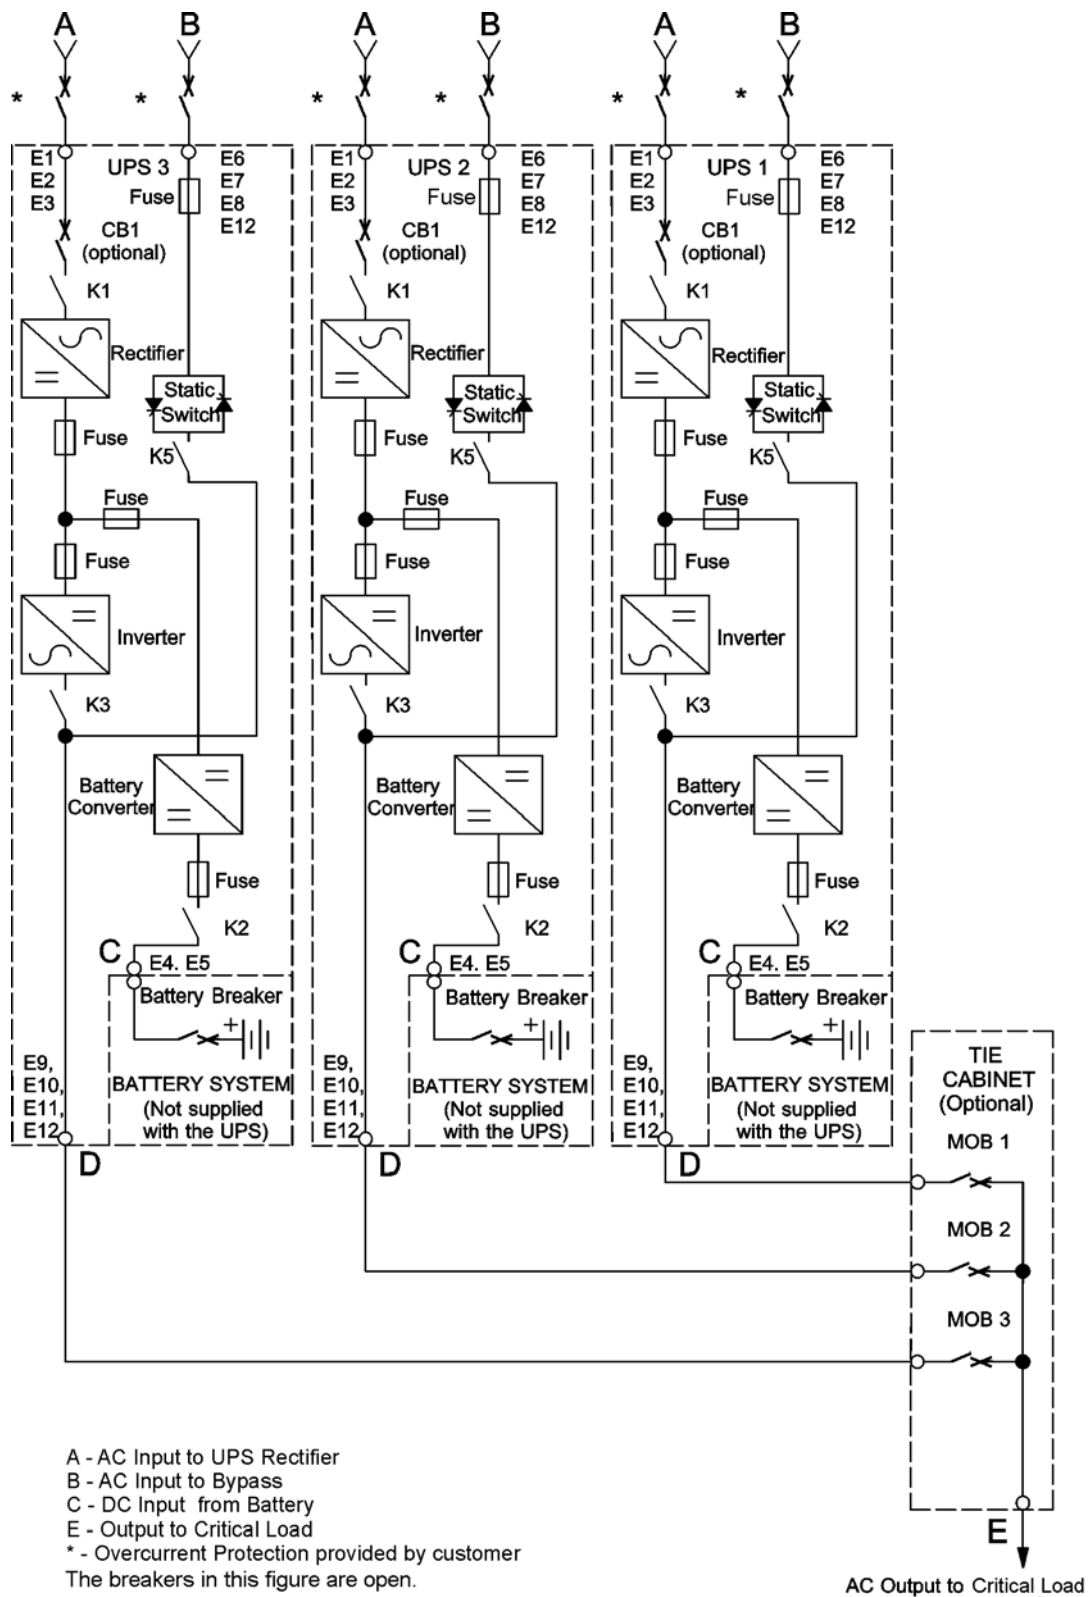 A B A B A B
* * * * * *
E1 UPS 3 E6 E1 UPS 2 E6 E1 UPS 1 E6
E2 E7 E2 E7 E2 E7
E3 Fuse E8 E3 Fuse E8 E3 Fuse E8
E12 E12 E12
CB1 CB1 CB1
(optional) (optional) (optional)
K1 K1 K1
Rectifier Rectifier Rectifier
Static Static Static
Switch Switch Switch
Fuse Fuse Fuse
K5 K5 K5
Fuse Fuse Fuse
Fuse Fuse Fuse
Inverter Inverter Inverter
K3 K3 K3
Battery Battery Battery
Converter Converter Converter
Fuse Fuse Fuse
K2 K2 K2
C C C
E4. E5 E4. E5 E4. E5
Battery Breaker Battery Breaker Battery Breaker
+ + +
E9, E9, E9,
E10, E10, E10,
E11, E11, E11,
E12 E12 E12
BATTERY SYSTEM BATTERY SYSTEM BATTERY SYSTEM
(Not supplied (Not supplied (Not supplied
with the UPS) with the UPS) with the UPS)
D D D
TIE
CABINET
(Optional)
MOB 1
MOB 2
MOB 3
E
AC Output to Critical Load
A - AC Input to UPS Rectifier
B - AC Input to Bypass
C - DC Input from Battery
E - Output to Critical Load
* - Overcurrent Protection provided by customer
The breakers in this figure are open.